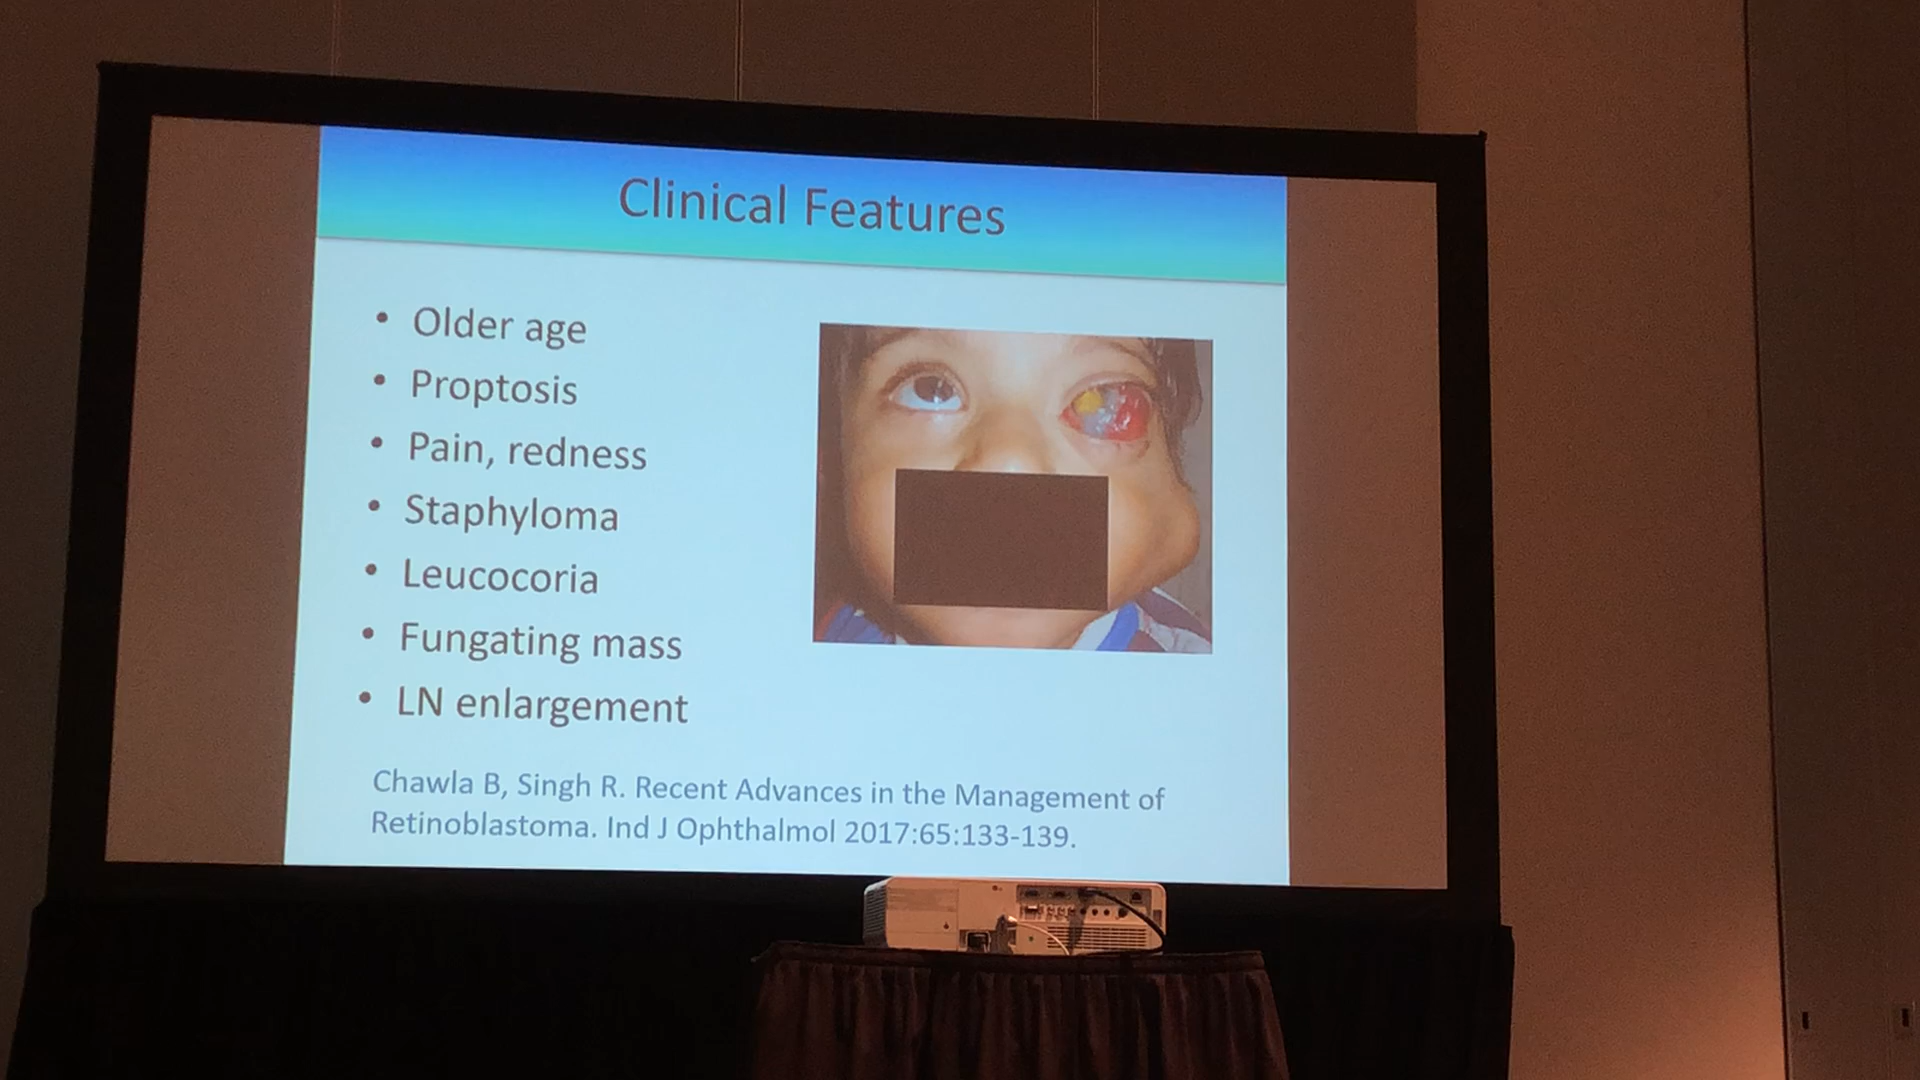 Clinical Features
• Older age
• Proptosis
• Pain, redness
• Staphyloma
• Leucocoria
• Fungating mass
• LN enlargement
Chawla B, Singh R. Recent Advances in the Management of
Retinoblastoma. Ind J Ophthalmol 2017:65:133-139.